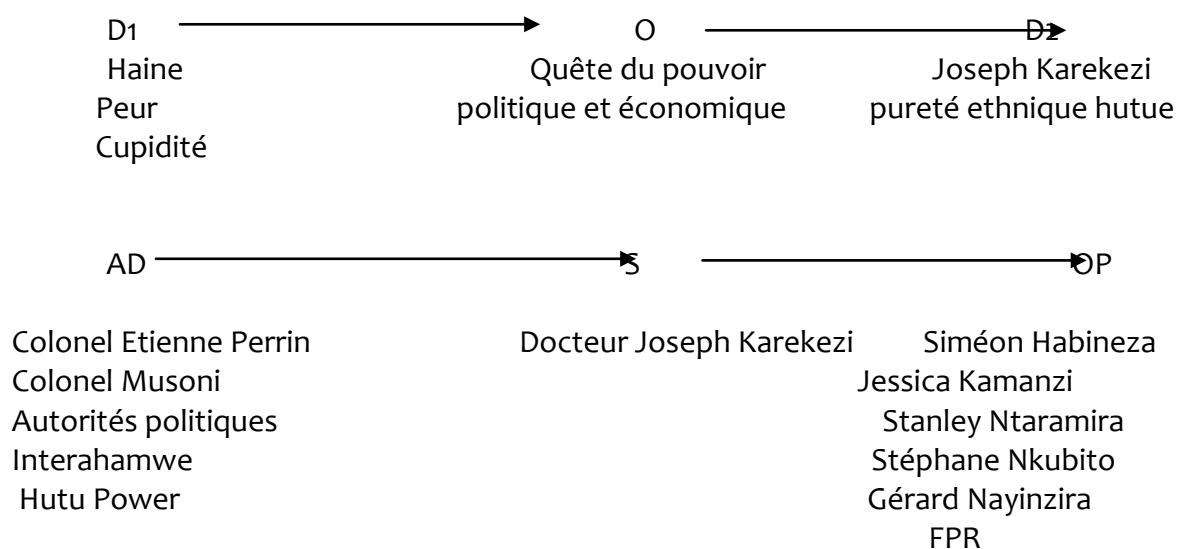 D1 O D2
Haine Quête du pouvoir Joseph Karekezi
Peur politique et économique pureté ethnique hutue
Cupidité
AD S OP
Colonel Etienne Perrin Docteur Joseph Karekezi Siméon Habineza
Colonel Musoni Jessica Kamanzi
Autorités politiques Stanley Ntaramira
Interahamwe Stéphane Nkubito
Hutu Power Gérard Nayinzira
FPR